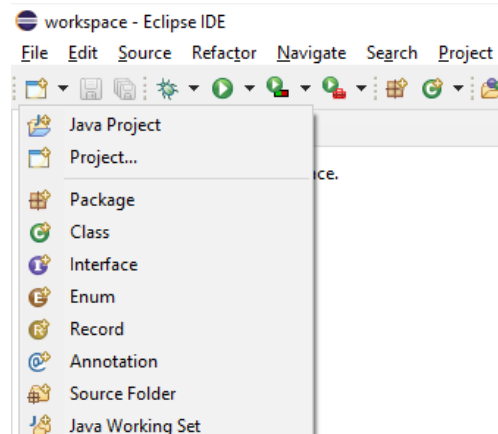 workspace - Eclipse IDE
File Edit Source Refactor Navigate Search Project
Java Project
Project...
Package
Class
Interface
Enum
Record
Annotation
Source Folder
Java Working Set